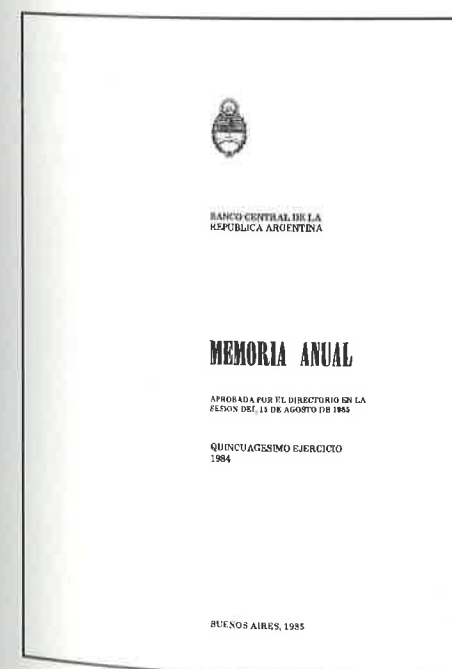 BANCO CENTRAL DE LA
REPUBLICA ARGENTINA
MEMORIA ANUAL
APROBADA POR EL DIRECTORIO EN LA
SESION DEL 15 DE AGOSTO DE 1985
QUINCUAGESIMO EJERCICIO
1984
BUENOS AIRES, 1985